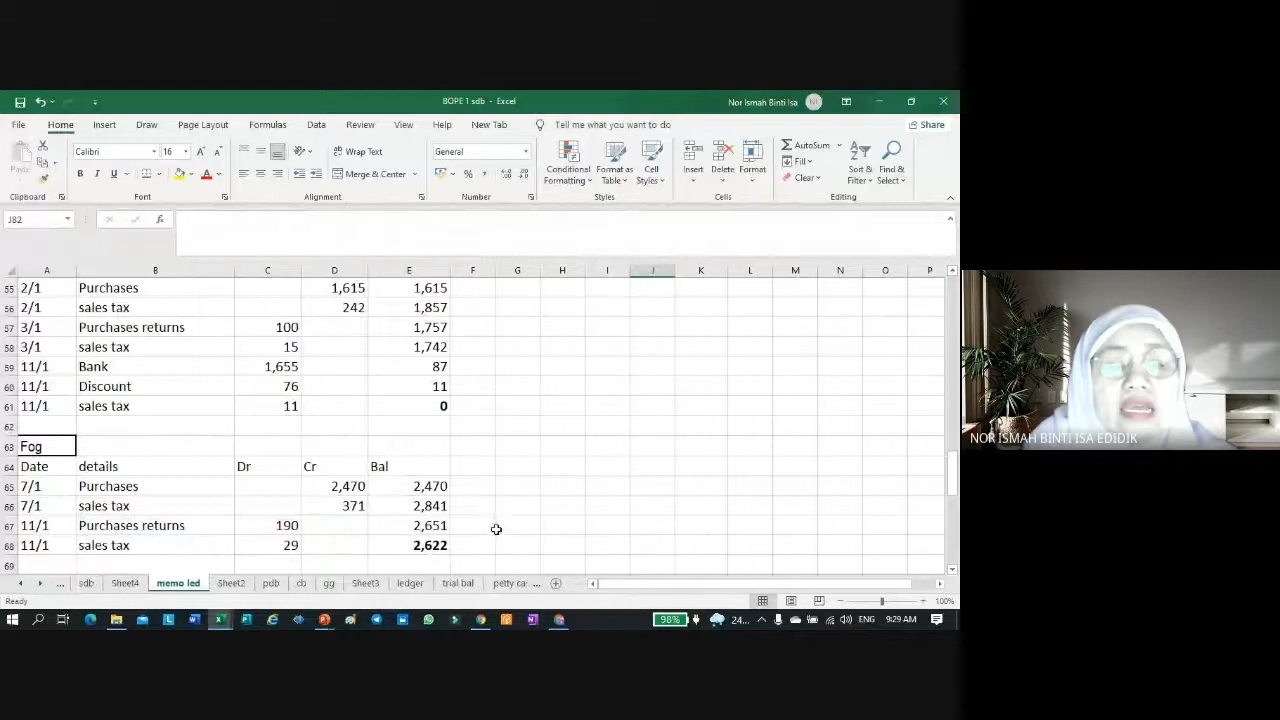 BOPE 1 sdb - Excel
Nor Ismah Binti Isa
NI
File Home Insert Draw Page Layout Formulas Data Review View Help New Tab Tell me what you want to do Share
Paste
Calibri 16
Wrap Text
Merge & Center
General
Conditional Formatting
Format as Table
Cell Styles
Insert Delete Format
AutoSum
Fill
Clear
Sort & Filter
Find & Select
Clipboard Font Alignment Number Styles Cells Editing
J82
A B C D E F G H I J K L M N O P
55 2/1 Purchases 1,615 1,615
56 2/1 sales tax 242 1,857
57 3/1 Purchases returns 100 1,757
58 3/1 sales tax 15 1,742
59 11/1 Bank 1,655 87
60 11/1 Discount 76 11
61 11/1 sales tax 11 0
62
63 Fog
64 Date details Dr Cr Bal
65 7/1 Purchases 2,470 2,470
66 7/1 sales tax 371 2,841
67 11/1 Purchases returns 190 2,651
68 11/1 sales tax 29 2,622
69
... sdb Sheet4 memo led Sheet2 pdb cb gg Sheet3 ledger trial bal petty ca ...
Ready
100%
98% 24... ENG 9:29 AM
NOR ISMAH BINTI ISA EDIDIK